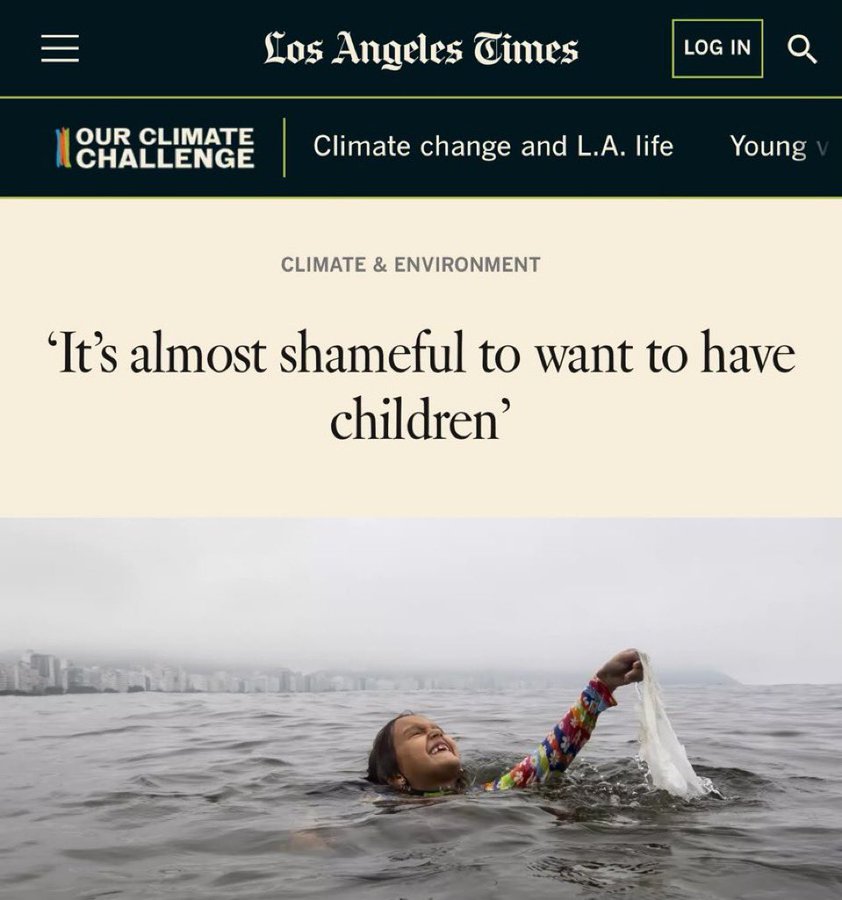 Los Angeles Times
LOG IN
OUR CLIMATE
CHALLENGE
Climate change and L.A. life
Young v
CLIMATE & ENVIRONMENT
‘It’s almost shameful to want to have
children’